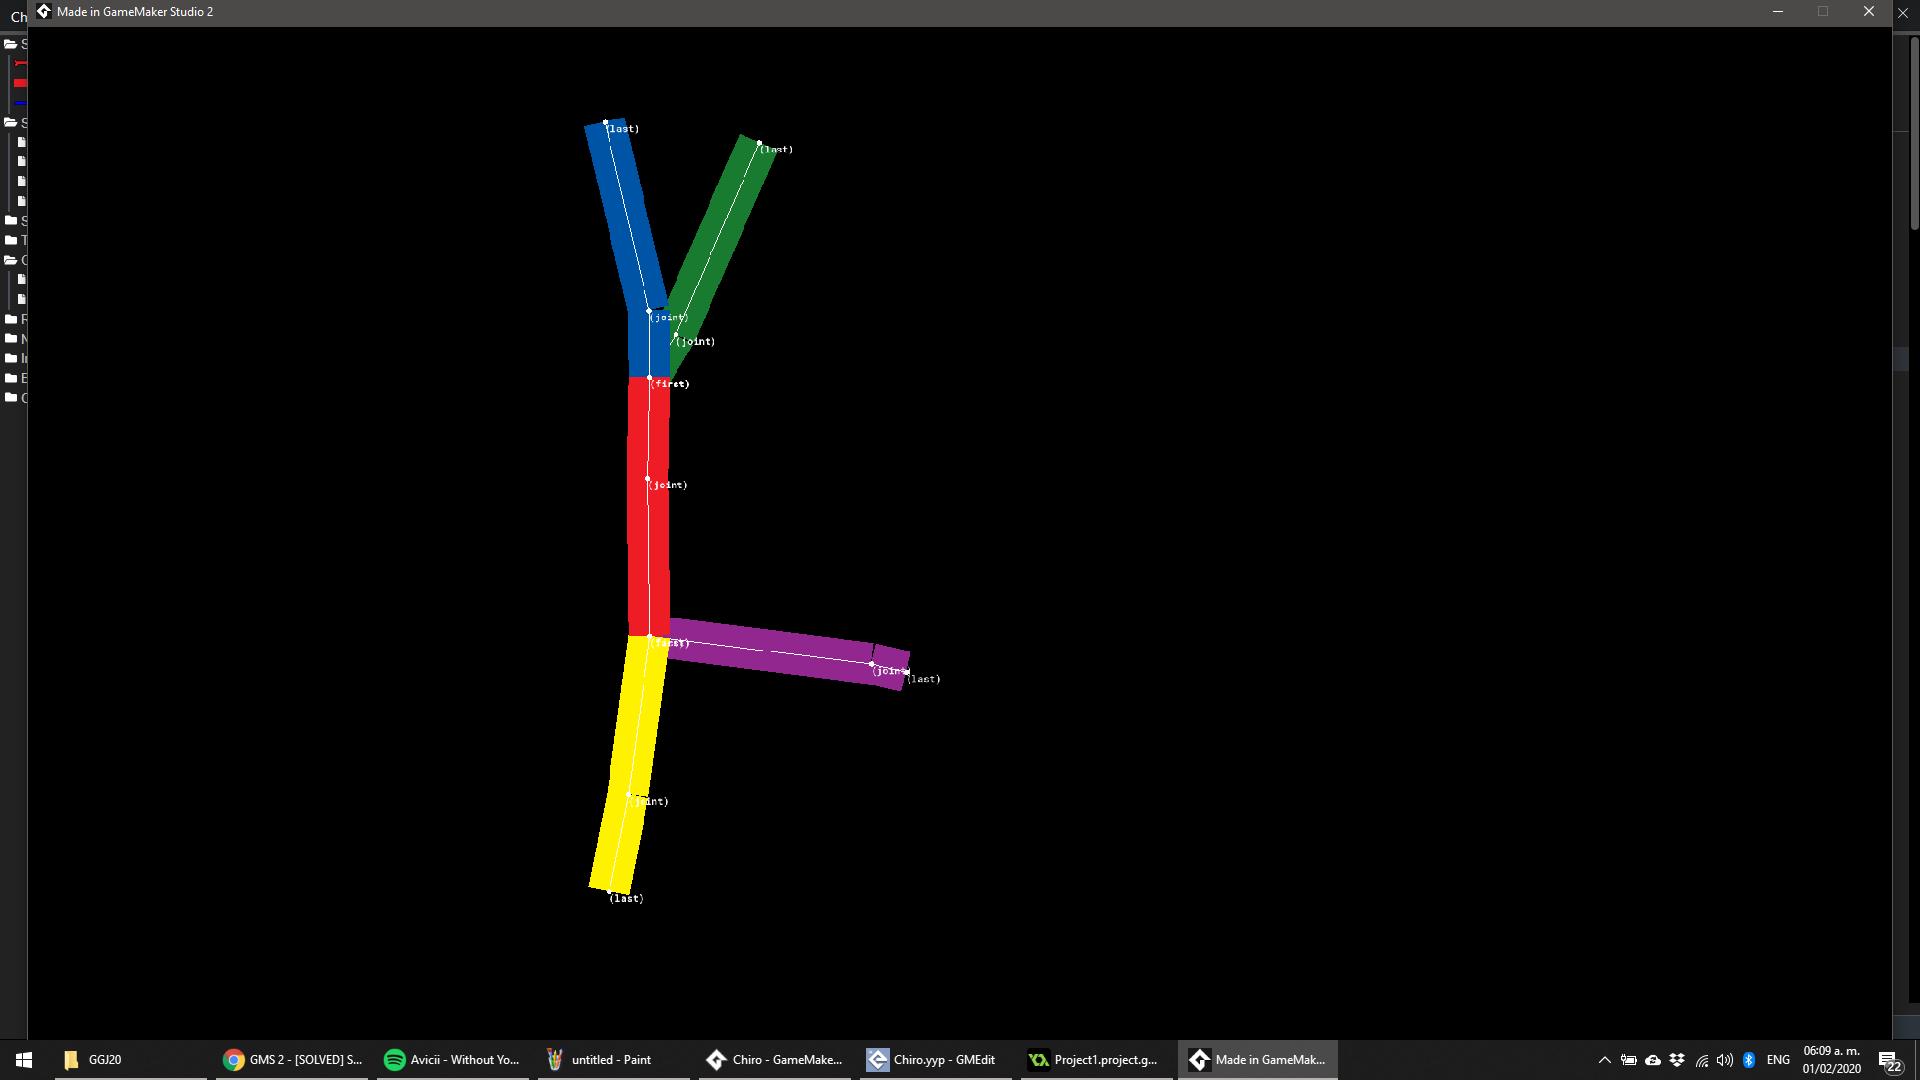 Ch
Made in GameMaker Studio 2
S
S
S
T
R
E
(last)
(last)
(joint)
(joint)
(first)
(joint)
(joint)
(last)
(joint)
(last)
GGJ20
GMS 2 - [SOLVED] S...
Avicii - Without Yo...
untitled - Paint
Chiro - GameMake...
Chiro.yyp - GMEdit
Project1.project.g...
Made in GameMak...
ENG
06:09 a. m.
01/02/2020
22